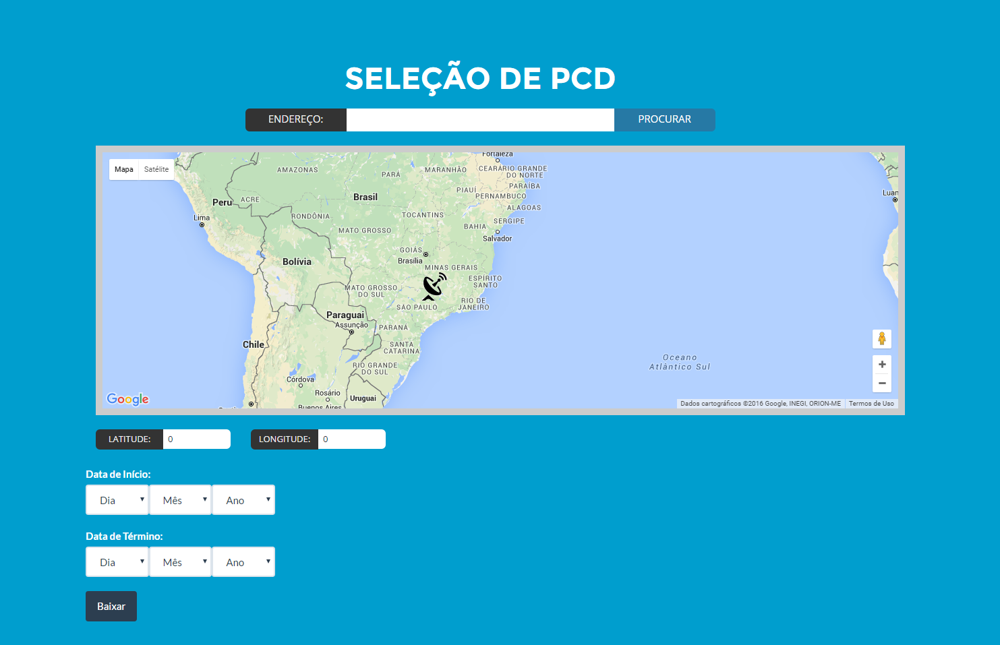 SELEÇÃO DE PCD
ENDEREÇO:
PROCURAR
Mapa Satélite
Fortaleza
AMAZONAS
PARÁ
MARANHÃO
CEARÁ
RIO GRANDE
DO NORTE
PARAÍBA
PIAUÍ
PERNAMBUCO
Brasil
Peru
ACRE
ALAGOAS
Luan
Lima
RONDÔNIA
TOCANTINS
SERGIPE
BAHIA
MATO GROSSO
Salvador
GOIÁS
Brasília
Bolívia
MINAS GERAIS
ESPÍRITO
SANTO
MATO GROSSO
DO SUL
RIO DE
JANEIRO
SÃO PAULO
Paraguai
Assunção
PARANÁ
Chile
SANTA
CATARINA
Oceano
Atlântico Sul
RIO GRANDE
DO SUL
Córdova
Rosário
Uruguai
Buenos Aires
Google
Dados cartográficos ©2016 Google, INEGI, ORION-ME
Termos de Uso
LATITUDE: 0
LONGITUDE: 0
Data de Início:
Dia Mês Ano
Data de Término:
Dia Mês Ano
Baixar